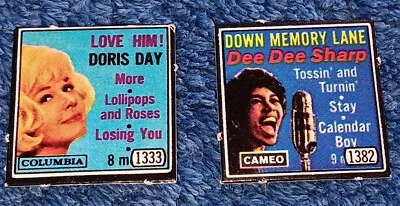 LOVE HIM!
DORIS DAY
More
• Lollipops
and Roses •
Losing You
COLUMBIA
8 m 1333
DOWN MEMORY LANE
Dee Dee Sharp
Tossin' and
Turnin' •
Stay
• Calendar
Boy
CAMEO
9 m 1382